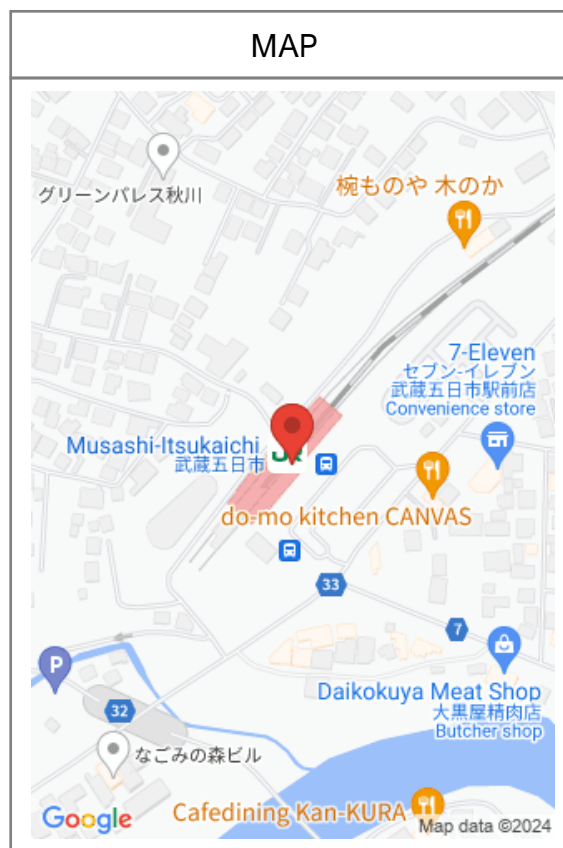 MAP
グリーンパレス秋川
椀ものや 木のか
7-Eleven
セブン-イレブン
武蔵五日市駅前店
Convenience store
Musashi-Itsukaichi
武蔵五日市
do-mo kitchen CANVAS
33
7
P
Daikokuya Meat Shop
大黒屋精肉店
Butcher shop
32
なごみの森ビル
Cafedining Kan-KURA
Google
Map data ©2024